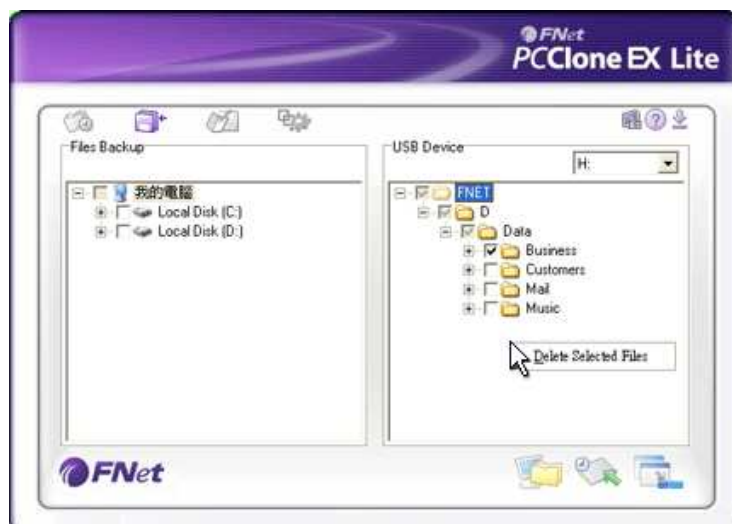 FNet
PCClone EX Lite
Files Backup
USB Device
H:
我的電腦
Local Disk (C:)
Local Disk (D:)
FNET
D
Data
Business
Customers
Mail
Music
Delete Selected Files
FNet